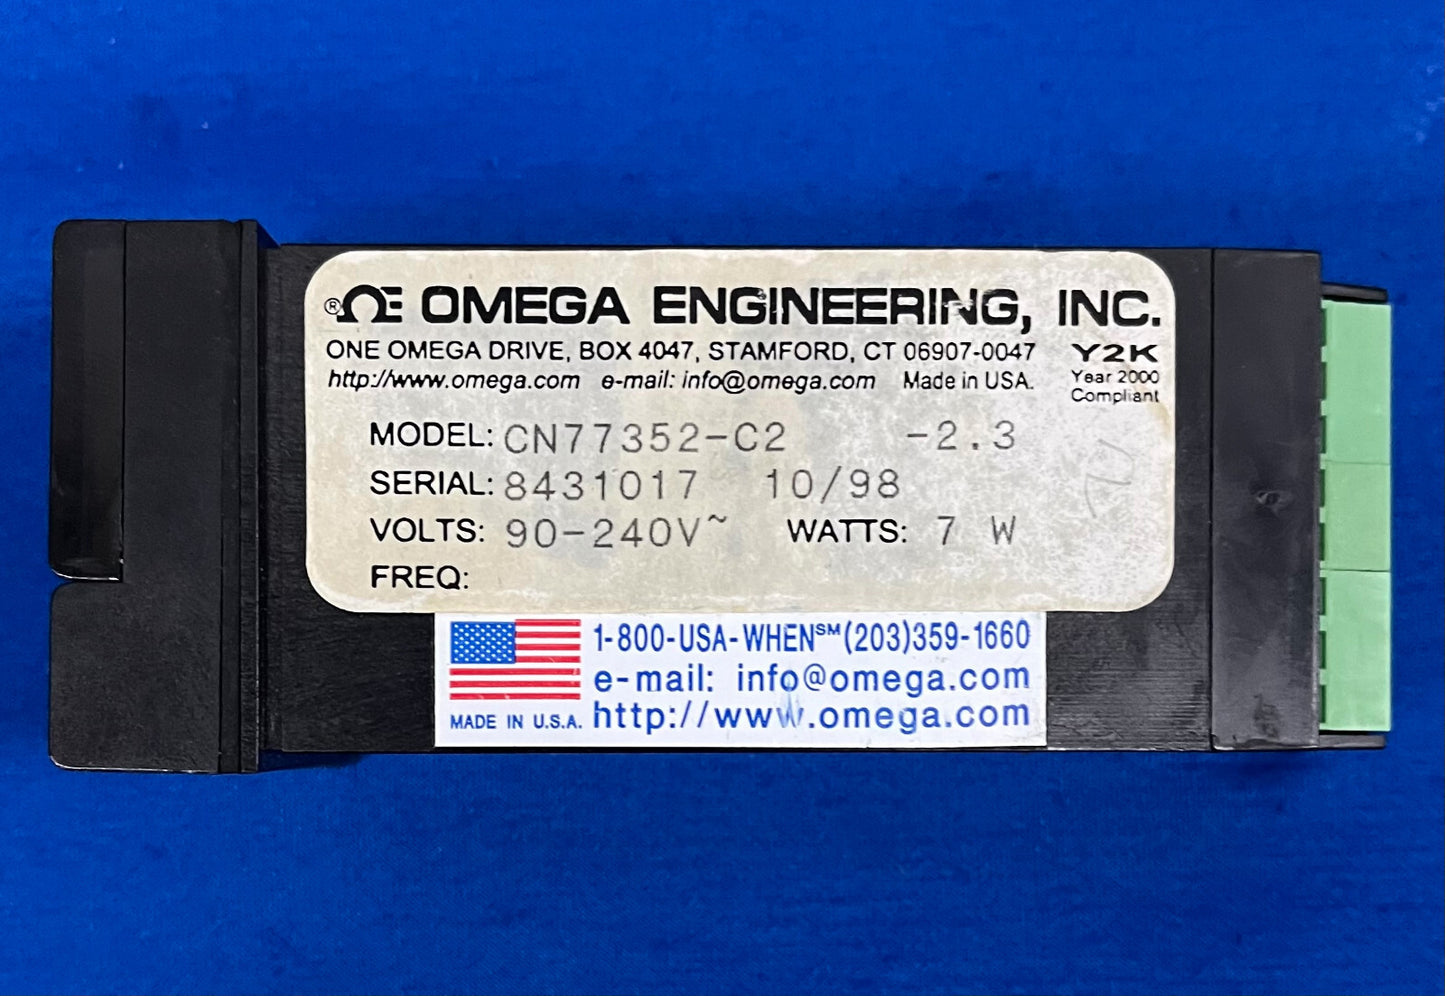 ®ΩE OMEGA ENGINEERING, INC.
ONE OMEGA DRIVE, BOX 4047, STAMFORD, CT 06907-0047 Y2K
http://www.omega.com e-mail: info@omega.com Made in USA. Year 2000
Compliant
MODEL: CN77352-C2 -2.3
SERIAL: 8431017 10/98
VOLTS: 90-240V~ WATTS: 7 W
FREQ:
1-800-USA-WHEN℠(203)359-1660
e-mail: info@omega.com
MADE IN U.S.A. http://www.omega.com